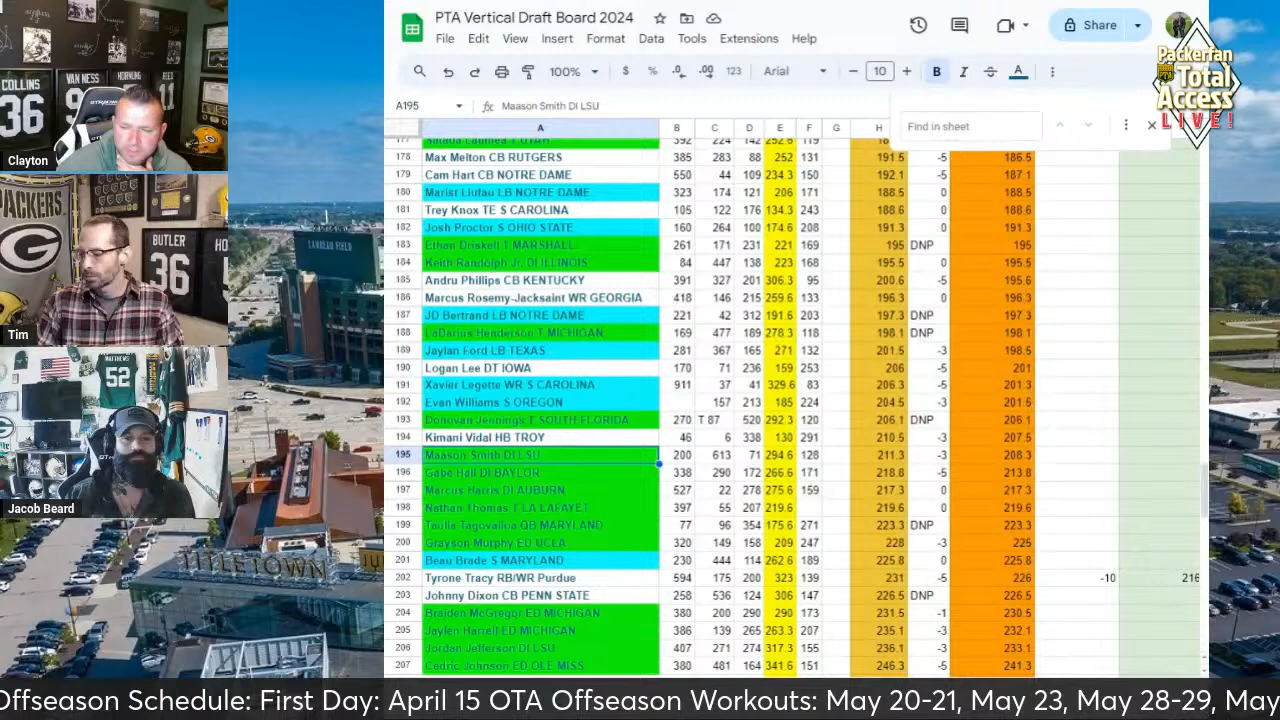 PTA Vertical Draft Board 2024
File Edit View Insert Format Data Tools Extensions Help
Share
100% $ % .0 .00 123 Arial 10 B I S A
A195 fx Maason Smith DI LSU
Find in sheet
Packerfan
Total
Access
LIVE!
A B C D E F G H
392 224 142 252.6 119
178 Max Melton CB RUTGERS 385 283 88 252 131 191.5 -5 186.5
179 Cam Hart CB NOTRE DAME 550 44 109 234.3 150 192.1 -5 187.1
180 Marist Liufau LB NOTRE DAME 323 174 121 206 171 188.5 0 188.5
181 Trey Knox TE S CAROLINA 105 122 176 134.3 243 188.6 0 188.6
182 Josh Proctor S OHIO STATE 160 264 100 174.6 208 191.3 0 191.3
183 Ethan Driskell T MARSHALL 261 171 231 221 169 195 DNP 195
184 Keith Randolph Jr. DI ILLINOIS 84 447 138 223 168 195.5 0 195.5
185 Andru Phillips CB KENTUCKY 391 327 201 306.3 95 200.6 -5 195.6
186 Marcus Rosemy-Jacksaint WR GEORGIA 418 146 215 259.6 133 196.3 0 196.3
187 JD Bertrand LB NOTRE DAME 221 42 312 191.6 203 197.3 DNP 197.3
188 LaDarius Henderson T MICHIGAN 169 477 189 278.3 118 198.1 DNP 198.1
189 Jaylan Ford LB TEXAS 281 367 165 271 132 201.5 -3 198.5
190 Logan Lee DT IOWA 170 71 236 159 253 206 -5 201
191 Xavier Legette WR S CAROLINA 911 37 41 329.6 83 206.3 -5 201.3
192 Evan Williams S OREGON 157 213 185 224 204.5 -3 201.5
193 Donovan Jennings T SOUTH FLORIDA 270 T 87 520 292.3 120 206.1 DNP 206.1
194 Kimani Vidal HB TROY 46 6 338 130 291 210.5 -3 207.5
195 Maason Smith DI LSU 200 613 71 294.6 128 211.3 -3 208.3
196 Gabe Hall DI BAYLOR 338 290 172 266.6 171 218.8 -5 213.8
197 Marcus Harris DI AUBURN 527 22 278 275.6 159 217.3 0 217.3
198 Nathan Thomas T LA LAFAYET 397 55 207 219.6 219.6 0 219.6
199 Taulia Tagovailoa QB MARYLAND 77 96 354 175.6 271 223.3 DNP 223.3
200 Grayson Murphy ED UCLA 320 149 158 209 247 228 -3 225
201 Beau Brade S MARYLAND 230 444 114 262.6 189 225.8 0 225.8
202 Tyrone Tracy RB/WR Purdue 594 175 200 323 139 231 -5 226 -10 216
203 Johnny Dixon CB PENN STATE 258 536 124 306 147 226.5 DNP 226.5
204 Braiden McGregor ED MICHIGAN 380 200 290 290 173 231.5 -1 230.5
205 Jaylen Harrell ED MICHIGAN 386 139 265 263.3 207 235.1 -3 232.1
206 Jordan Jefferson DI LSU 407 271 274 317.3 155 236.1 -3 233.1
207 Cedric Johnson ED OLE MISS 380 481 164 341.6 151 246.3 -5 241.3
COLLINS
36
VAN NESS
HORNUNG
Clayton
PACKERS
G
BUTLER
36
Tim
MATTHEWS
52
Jacob Beard
LAMBEAU FIELD
TITLETOWN
Offseason Schedule: First Day: April 15 OTA Offseason Workouts: May 20-21, May 23, May 28-29, May